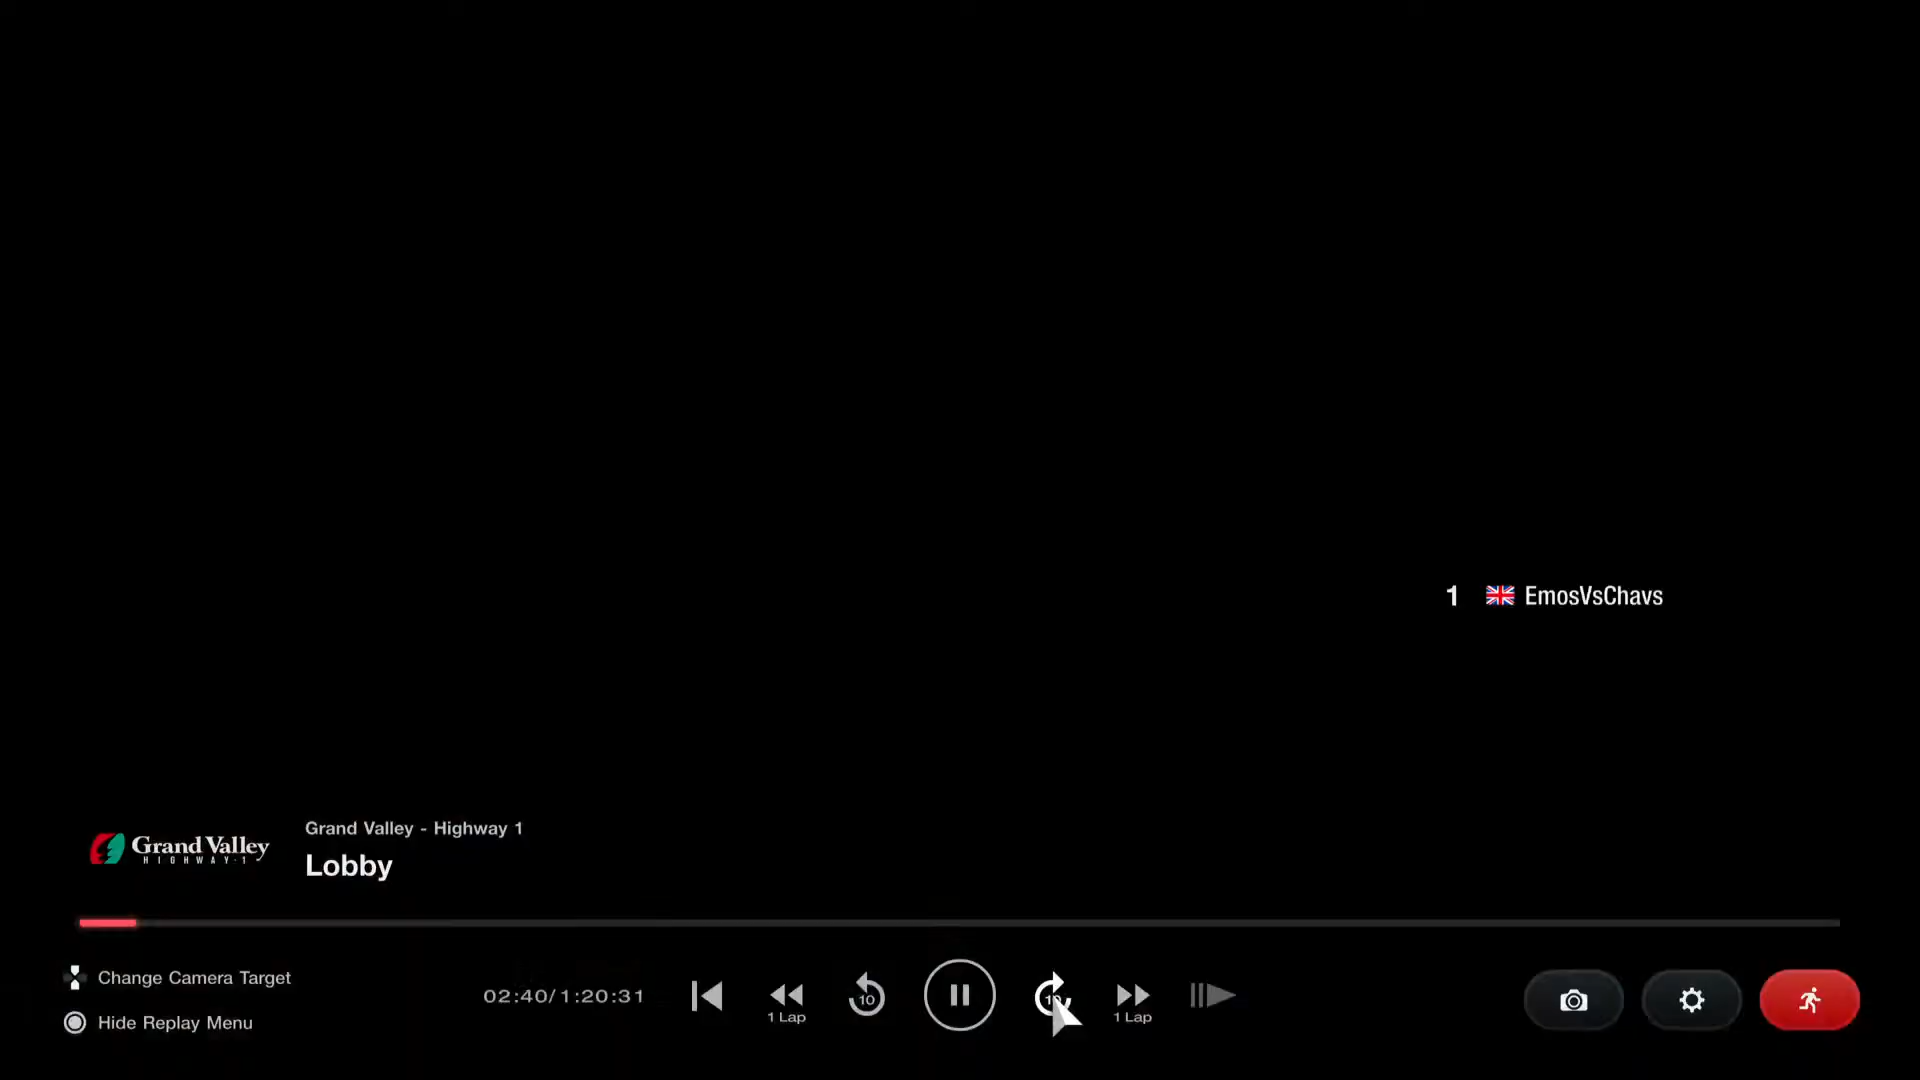 1 EmosVsChavs
Grand Valley
HIGHWAY·1
Grand Valley - Highway 1
Lobby
Change Camera Target
Hide Replay Menu
02:40/1:20:31
1 Lap
10
10
1 Lap